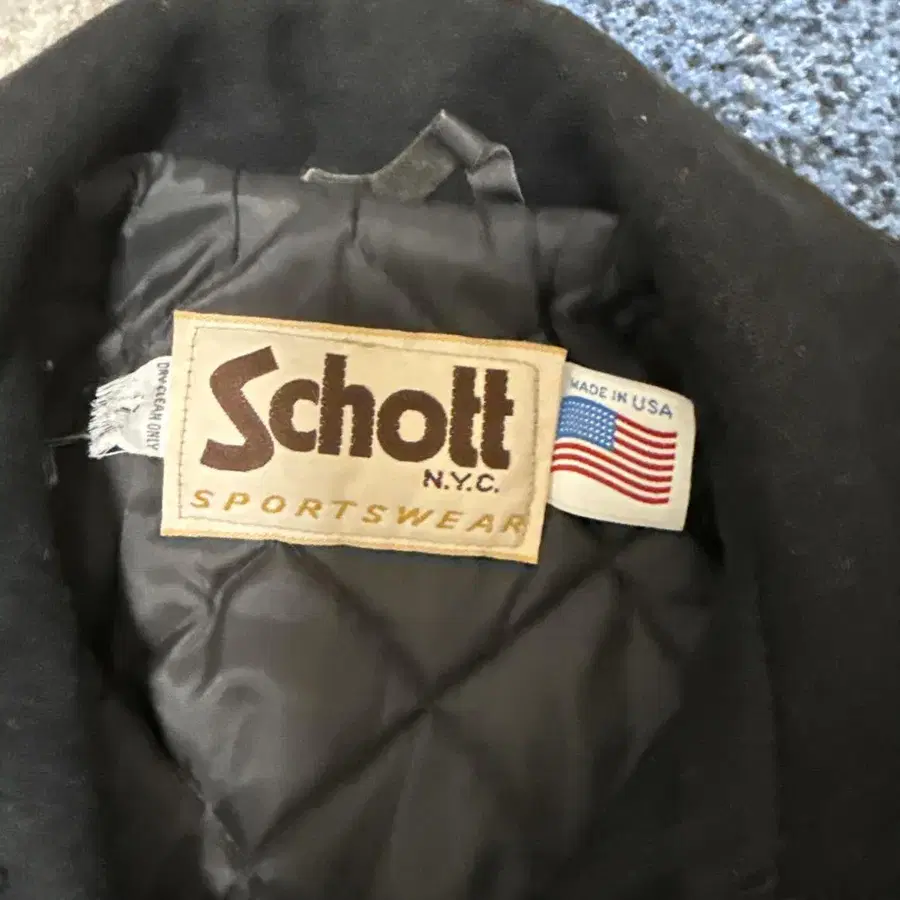 DRY CLEAN ONLY
Schott
N.Y.C.
SPORTSWEAR
MADE IN USA